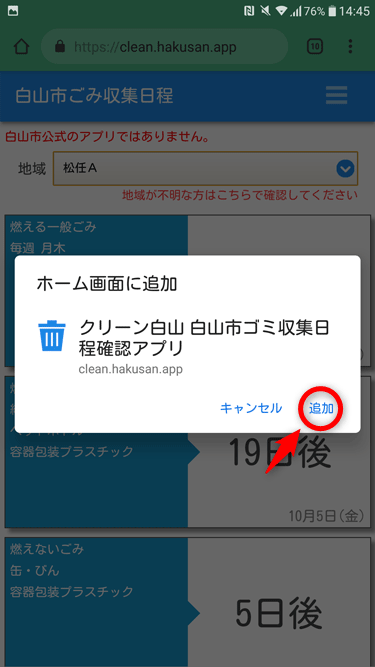 76% 14:45
https://clean.hakusan.app
10
白山市ごみ収集日程
白山市公式のアプリではありません。
地域
松任A
地域が不明な方はこちらで確認してください
燃える一般ごみ
毎週 月木
ホーム画面に追加
クリーン白山 白山市ゴミ収集日
程確認アプリ
clean.hakusan.app
キャンセル
追加
容器包装プラスチック
19日後
10月5日(金)
燃えないごみ
缶・びん
容器包装プラスチック
5日後